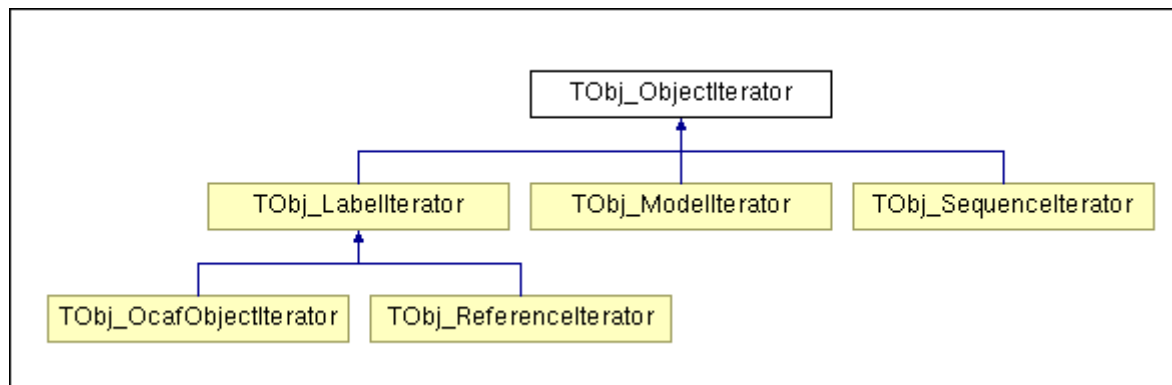 TObj_ObjectIterator
TObj_LabelIterator
TObj_ModelIterator
TObj_SequenceIterator
TObj_OcafObjectIterator
TObj_ReferenceIterator